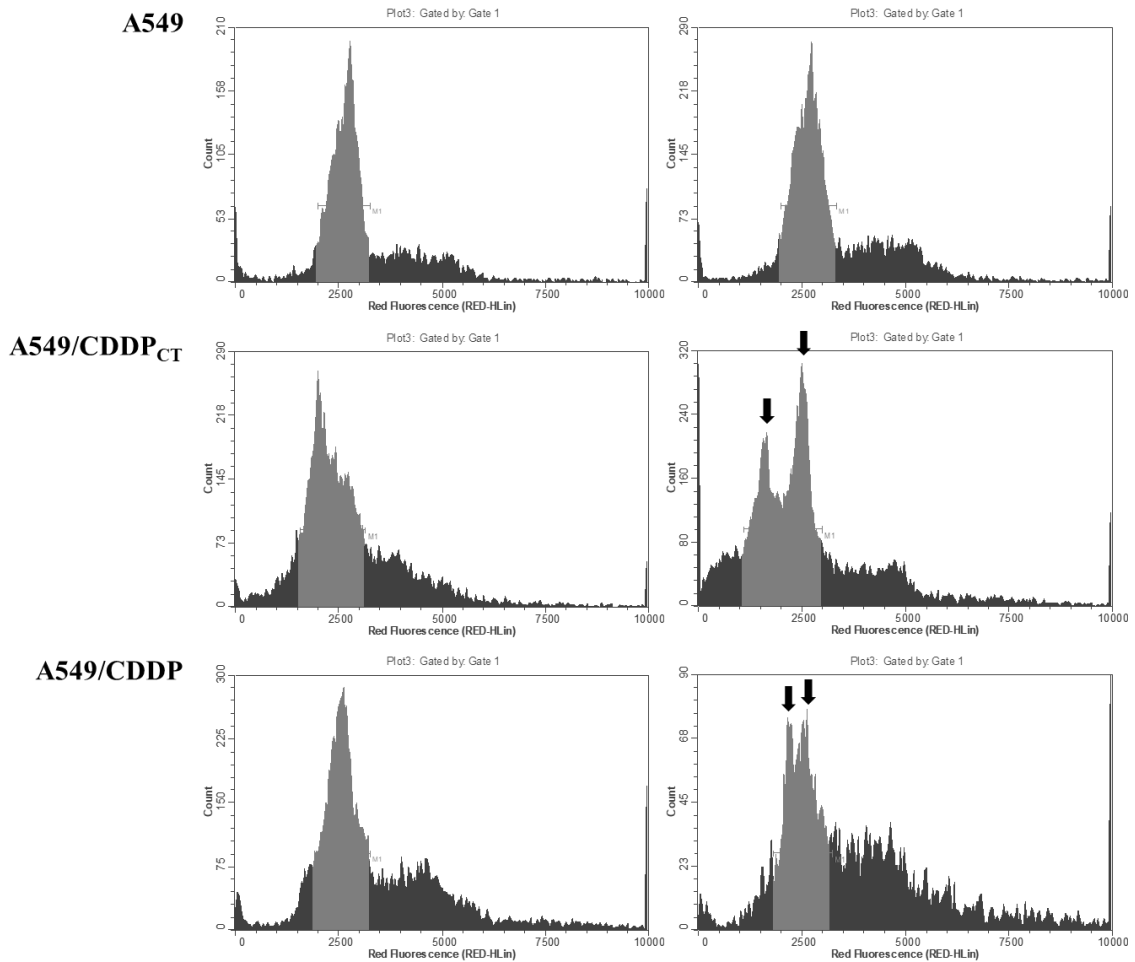 A549
Plot3: Gated by: Gate 1
210
158
105
53
0
Count
M1
0 2500 5000 7500 10000
Red Fluorescence (RED-HLin)
Plot3: Gated by: Gate 1
290
218
145
73
0
Count
M1
0 2500 5000 7500 10000
Red Fluorescence (RED-HLin)
A549/CDDPCT
Plot3: Gated by: Gate 1
290
218
145
73
0
Count
M1
0 2500 5000 7500 10000
Red Fluorescence (RED-HLin)
Plot3: Gated by: Gate 1
320
240
160
80
0
Count
M1
0 2500 5000 7500 10000
Red Fluorescence (RED-HLin)
A549/CDDP
Plot3: Gated by: Gate 1
300
225
150
75
0
Count
M1
0 2500 5000 7500 10000
Red Fluorescence (RED-HLin)
Plot3: Gated by: Gate 1
90
68
45
23
0
Count
M1
0 2500 5000 7500 10000
Red Fluorescence (RED-HLin)